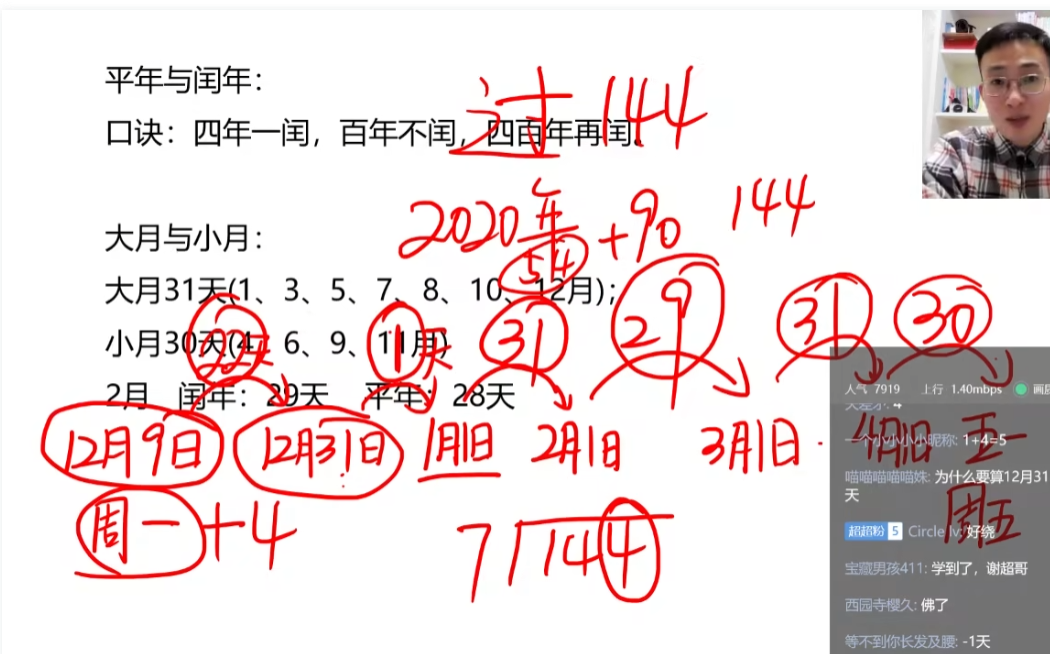 平年与闰年：
口诀：四年一闰，百年不闰，四百年再闰。
过144
2020年 +90 144
54
大月与小月：
大月31天(1、3、5、7、8、10、12月)；
小月30天(4、6、9、11月)
22天 1天 31 29 31 30
2月 闰年：29天 平年：28天
12月9日 12月31日 1月1日 2月1日 3月1日 4月1日 五一
周一+4 7 144 周五
人气 7919 上行 1.40mbps 画质
4
一个小小小小昵称: 1+4=5
喵喵喵喵喵姝: 为什么要算12月31
天
超超粉 5 Circle lv: 好绕
宝藏男孩411: 学到了，谢超哥
西园寺樱久: 佛了
等不到你长发及腰: -1天